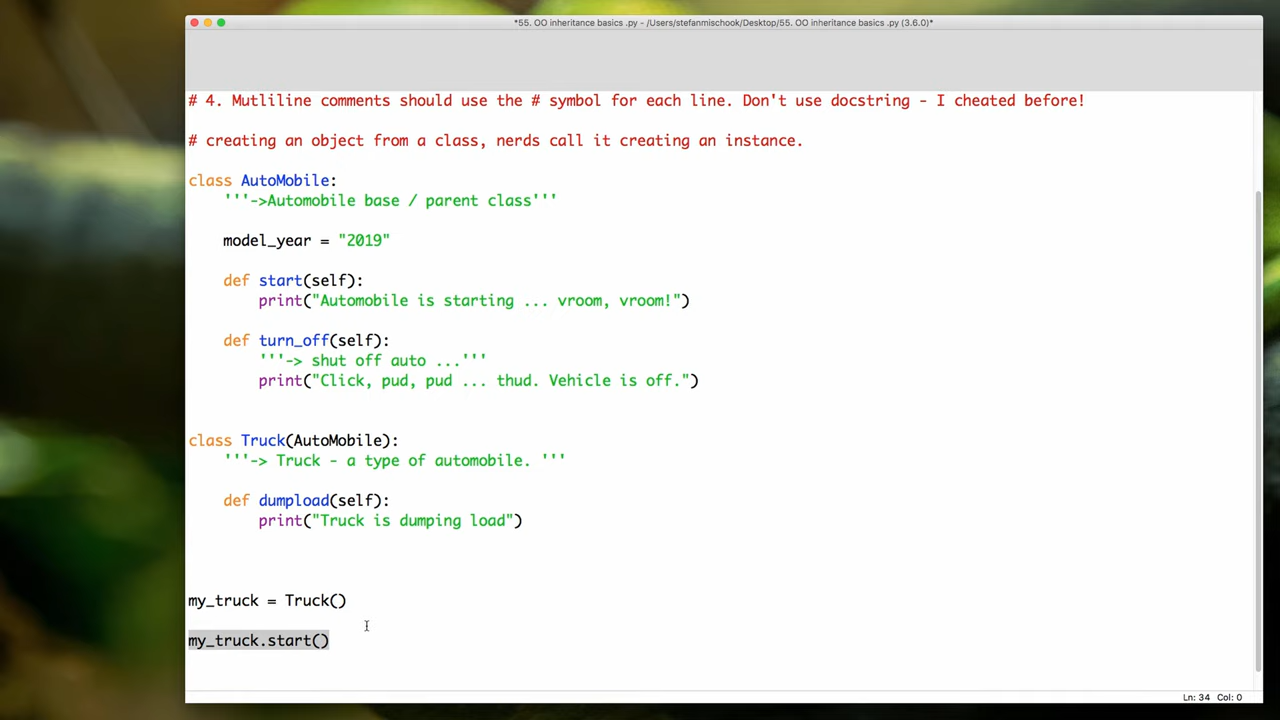 *55. OO inheritance basics .py - /Users/stefanmischook/Desktop/55. OO inheritance basics .py (3.6.0)*
# 4. Mutliline comments should use the # symbol for each line. Don't use docstring - I cheated before!
# creating an object from a class, nerds call it creating an instance.
class AutoMobile:
'''->Automobile base / parent class'''
model_year = "2019"
def start(self):
print("Automobile is starting ... vroom, vroom!")
def turn_off(self):
'''-> shut off auto ...'''
print("Click, pud, pud ... thud. Vehicle is off.")
class Truck(AutoMobile):
'''-> Truck - a type of automobile. '''
def dumpload(self):
print("Truck is dumping load")
my_truck = Truck()
my_truck.start()
Ln: 34 Col: 0